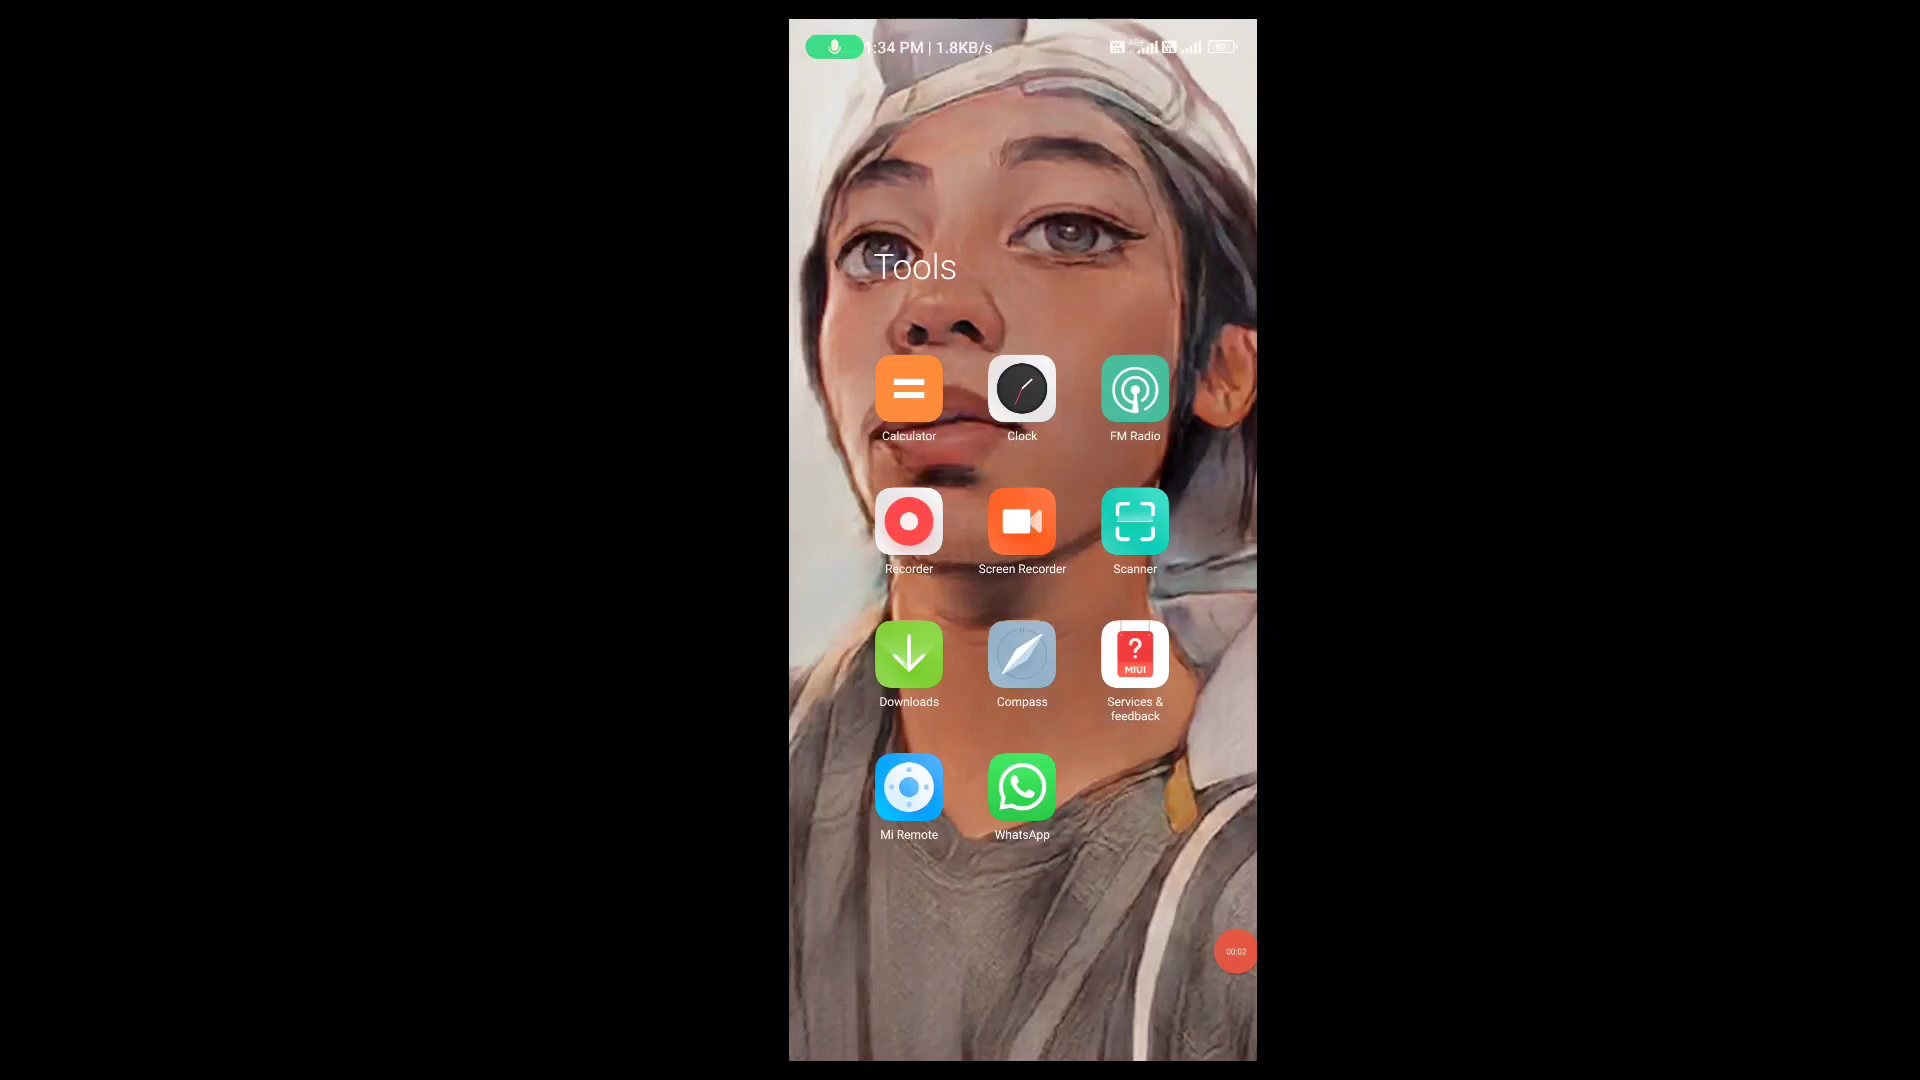 :34 PM | 1.8KB/s
Tools
Calculator
Clock
FM Radio
Recorder
Screen Recorder
Scanner
?
MIUI
Downloads
Compass
Services &
feedback
Mi Remote
WhatsApp
00:02